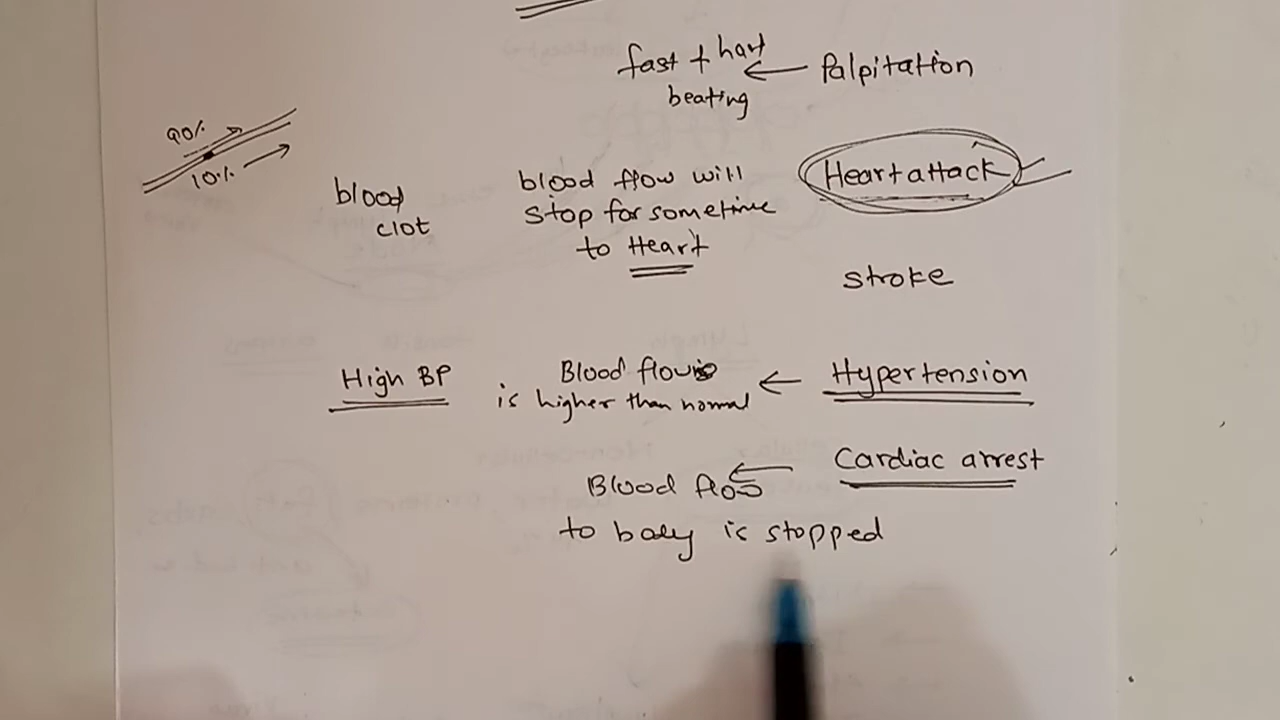 fast + hart ← Palpitation
beating
90%
10%
blood
clot
blood flow will
stop for sometime
to Heart
Heart attack
stroke
High BP
Blood flow is
is higher than normal
← Hypertension
Cardiac arrest
Blood flow
to body is stopped